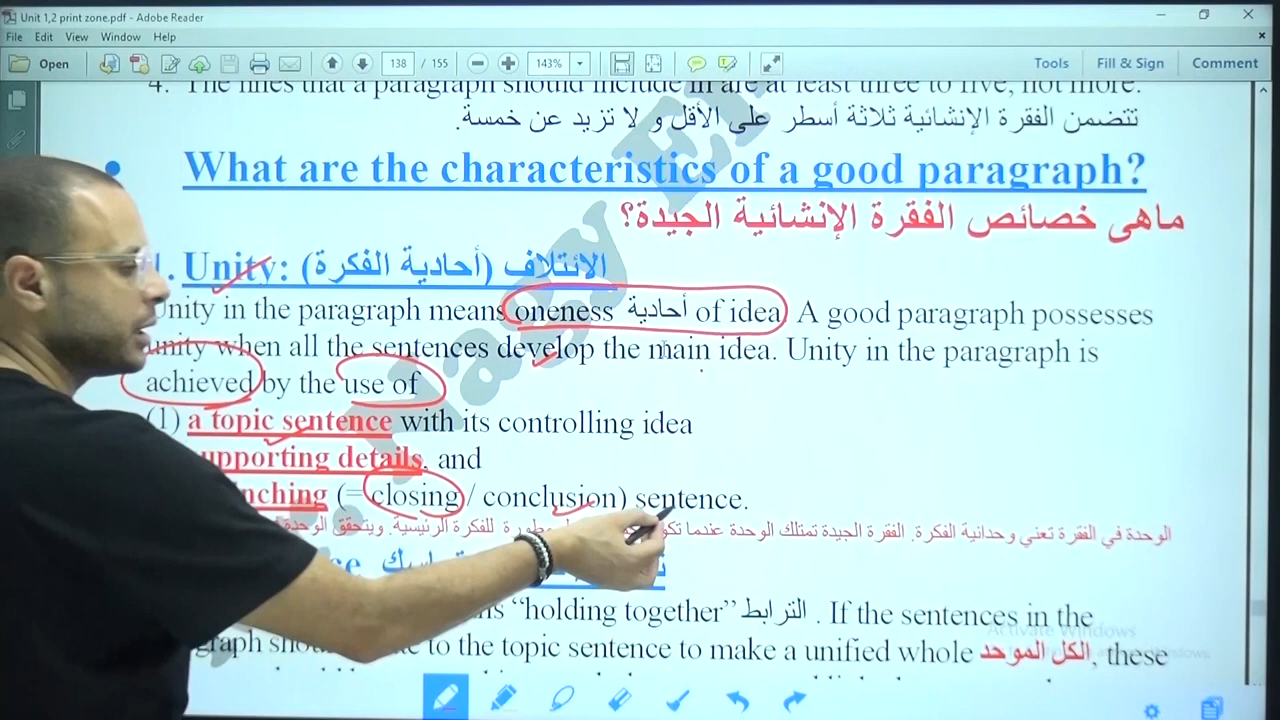 Unit 1,2 print zone.pdf - Adobe Reader
File Edit View Window Help
Open 138 / 155 143% Tools Fill & Sign Comment
4. The lines that a paragraph should include in are at least three to five, not more.
تتضمن الفقرة الإنشائية ثلاثة أسطر على الأقل و لا تزيد عن خمسة.
• What are the characteristics of a good paragraph?
ماهى خصائص الفقرة الإنشائية الجيدة؟
1. Unity: الائتلاف (أحادية الفكرة)
Unity in the paragraph means oneness أحادية of idea. A good paragraph possesses
unity when all the sentences develop the main idea. Unity in the paragraph is
achieved by the use of
(1) a topic sentence with its controlling idea
supporting details, and
(= closing / conclusion) sentence.
الوحدة في الفقرة تعني وحدانية الفكرة. الفقرة الجيدة تمتلك الوحدة عندما للفكرة الرئيسية. ويتحقق
"holding together" الترابط . If the sentences in the
to the topic sentence to make a unified whole الكل الموحد, these
Activate Windows